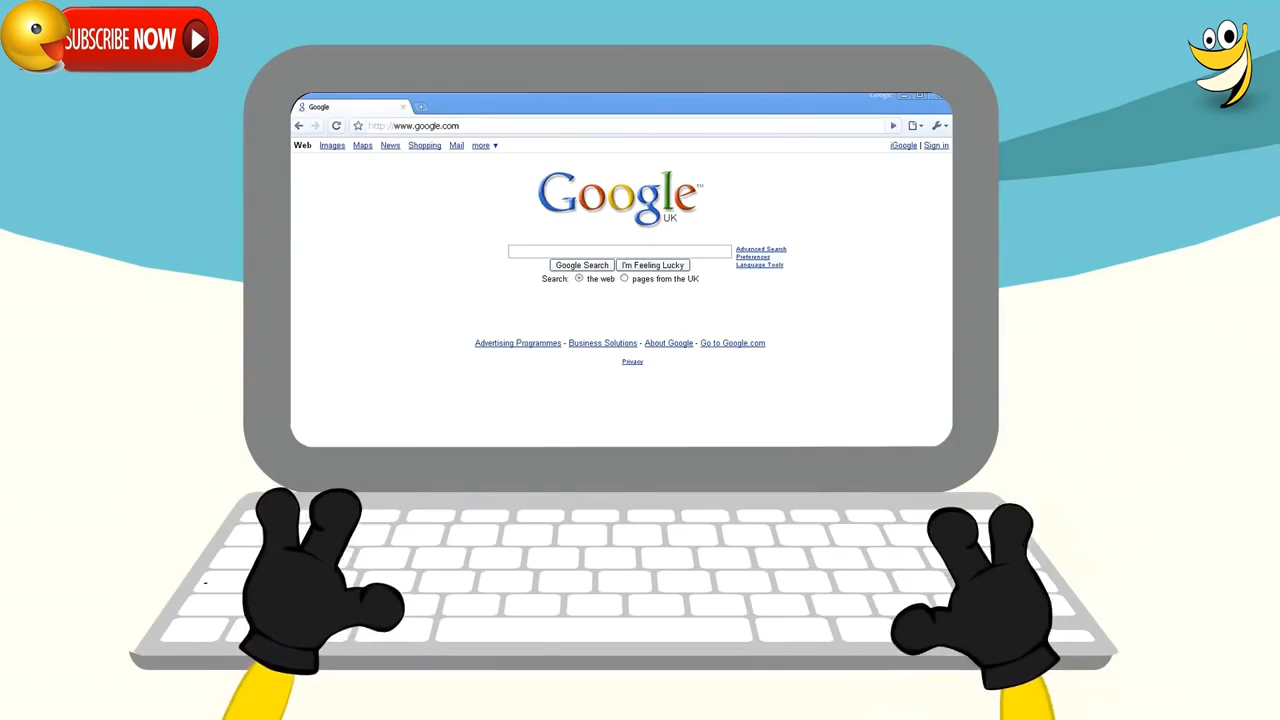 SUBSCRIBE NOW
Google
http://www.google.com
Web Images Maps News Shopping Mail more ▼ iGoogle | Sign in
Google™
UK
Advanced Search
Preferences
Language Tools
Google Search I'm Feeling Lucky
Search: the web pages from the UK
Advertising Programmes - Business Solutions - About Google - Go to Google.com
Privacy